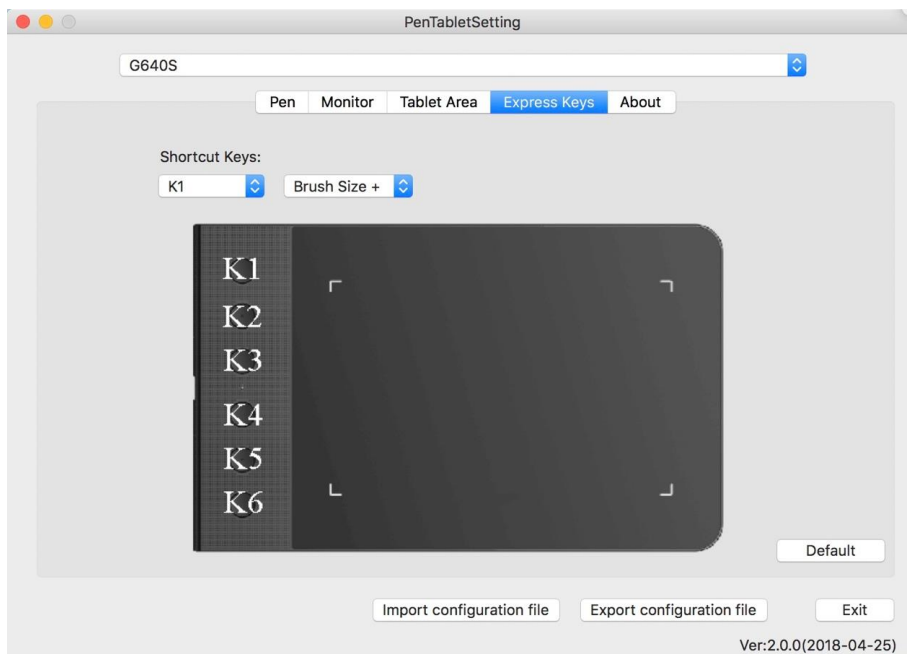 PenTabletSetting
G640S
Pen Monitor Tablet Area Express Keys About
Shortcut Keys:
K1 Brush Size +
K1
K2
K3
K4
K5
K6
Default
Import configuration file Export configuration file Exit
Ver:2.0.0(2018-04-25)